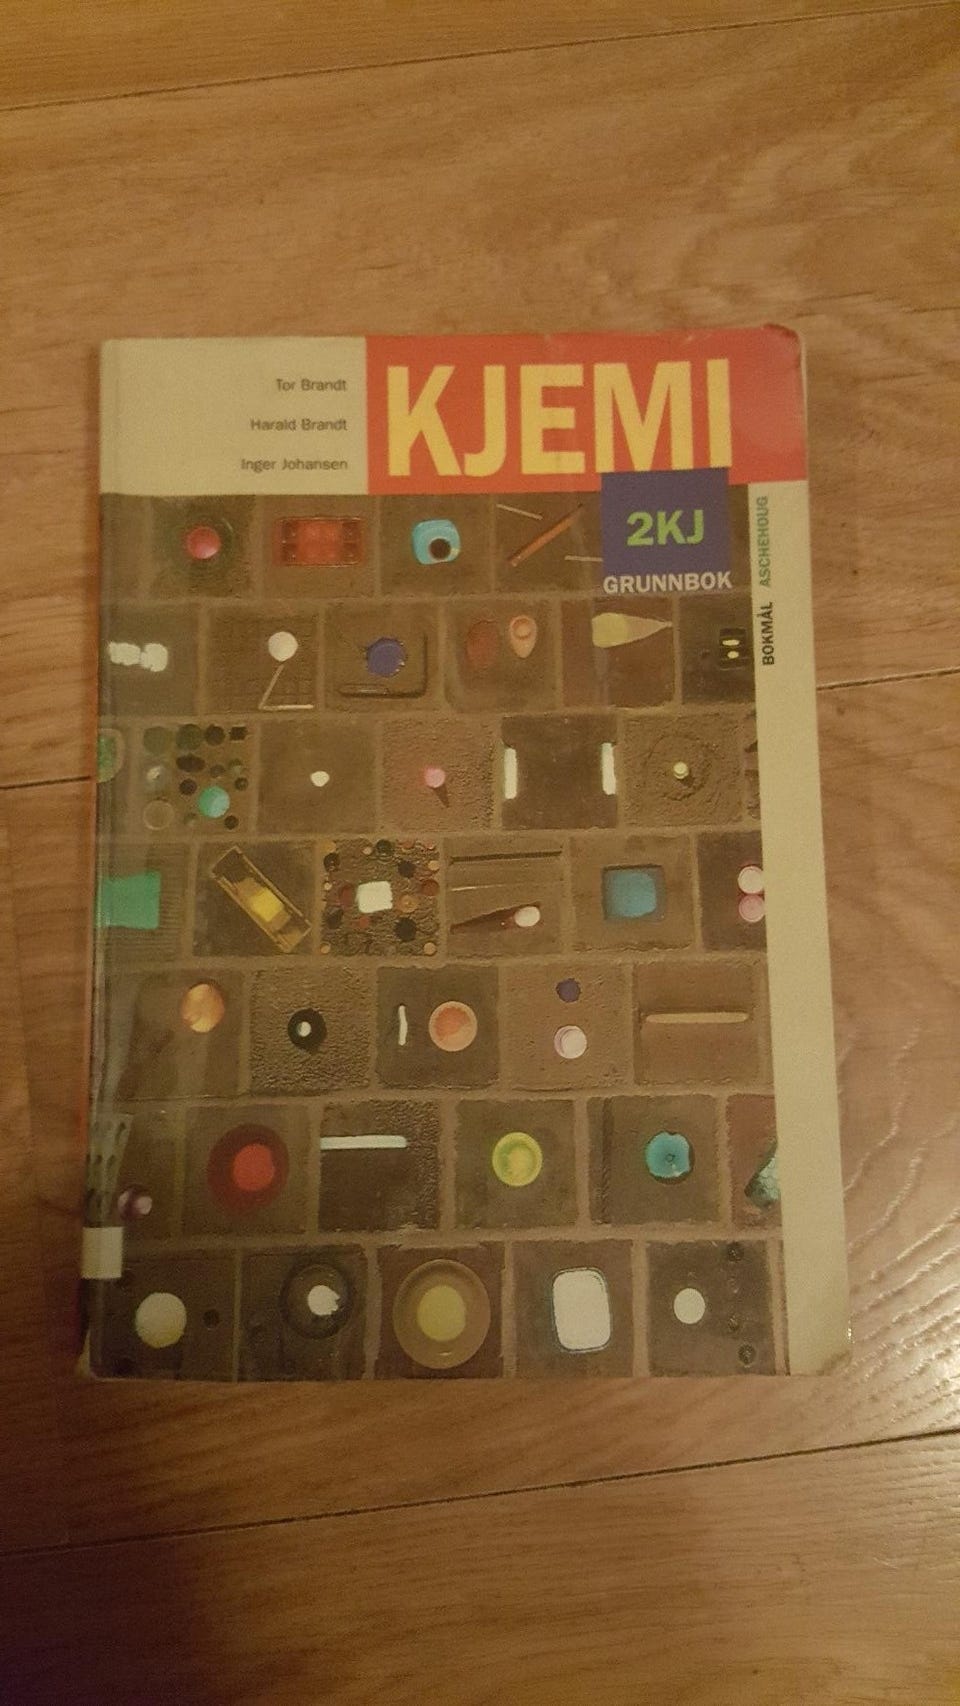 Tor Brandt
Harald Brandt
Inger Johansen
KJEMI
2KJ
GRUNNBOK
BOKMÅL ASCHEHOUG